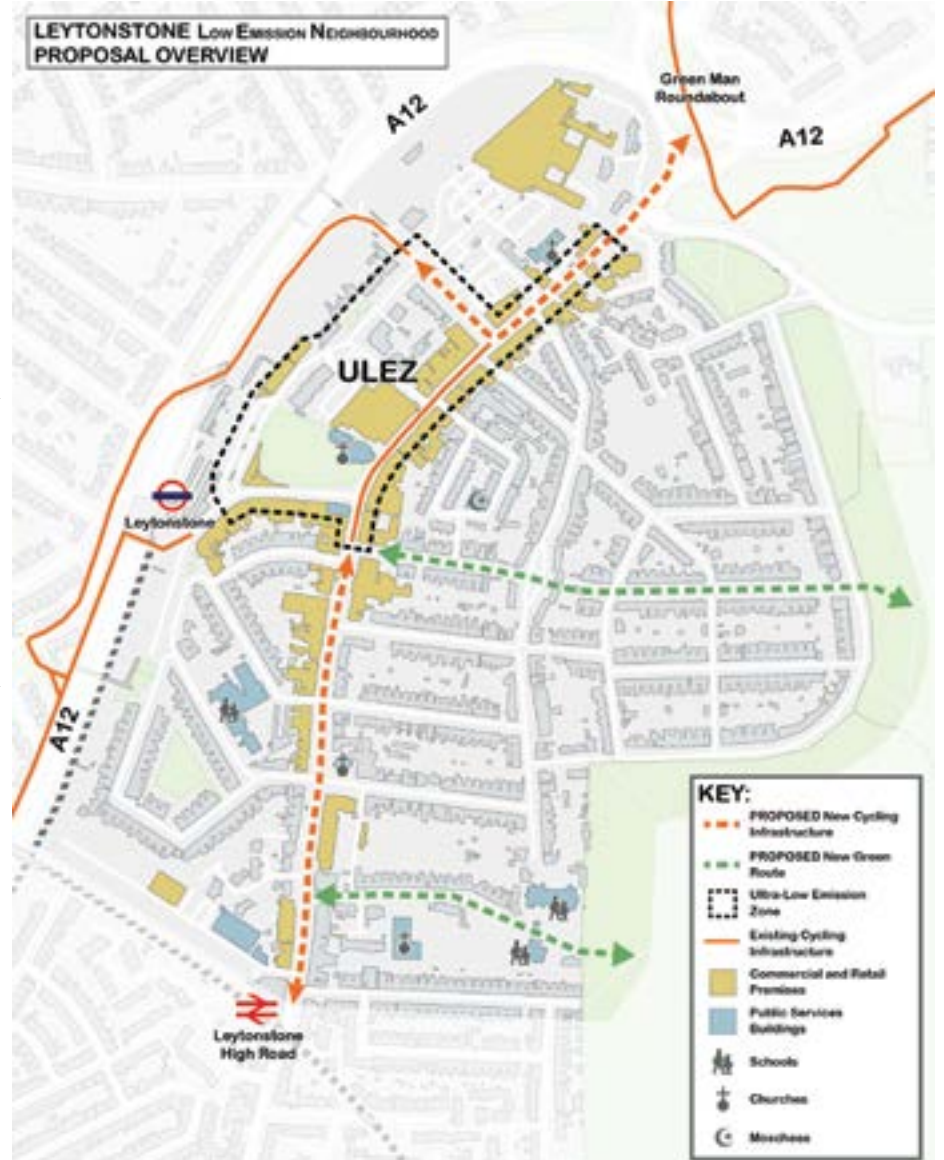 LEYTONSTONE LOW EMISSION NEIGHBOURHOOD
PROPOSAL OVERVIEW
Green Man
Roundabout
A12
A12
ULEZ
Leytonstone
A12
Leytonstone
High Road
KEY:
PROPOSED New Cycling
Infrastructure
PROPOSED New Green
Route
Ultra-Low Emission
Zone
Existing Cycling
Infrastructure
Commercial and Retail
Premises
Public Services
Buildings
Schools
Churches
Moschees